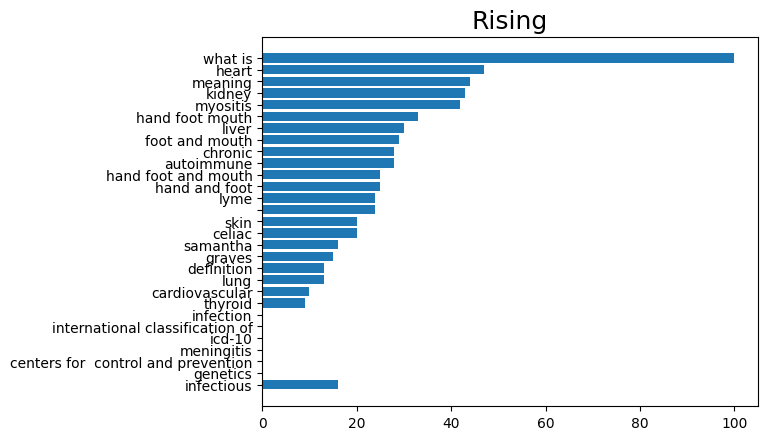 Rising
what is
heart
meaning
kidney
myositis
hand foot mouth
liver
foot and mouth
chronic
autoimmune
hand foot and mouth
hand and foot
lyme
skin
celiac
samantha
graves
definition
lung
cardiovascular
thyroid
infection
international classification of
icd-10
meningitis
centers for  control and prevention
genetics
infectious
0 20 40 60 80 100